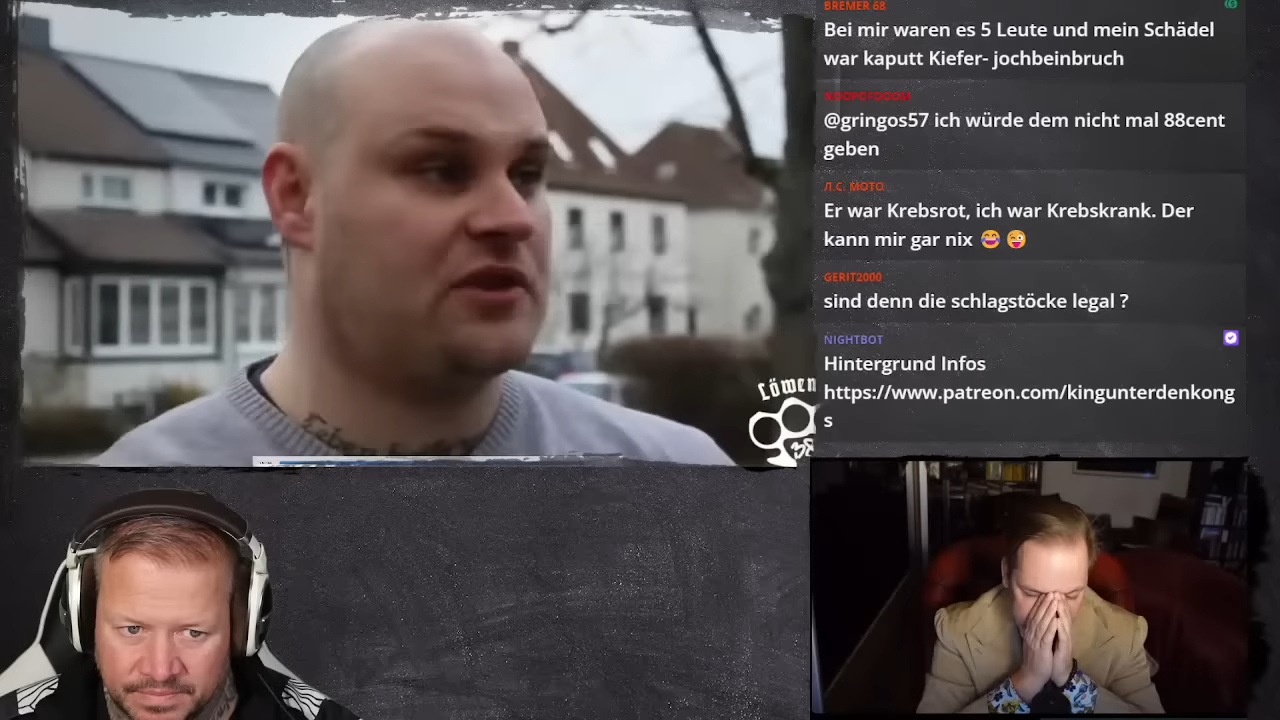 BREMER 68
Bei mir waren es 5 Leute und mein Schädel
war kaputt Kiefer- jochbeinbruch
@gringos57 ich würde dem nicht mal 88cent
geben
Л.С. МОТО
Er war Krebsrot, ich war Krebskrank. Der
kann mir gar nix 😂 😜
GERIT2000
sind denn die schlagstöcke legal ?
NIGHTBOT
Hintergrund Infos
https://www.patreon.com/kingunterdenkong
s
Löwen